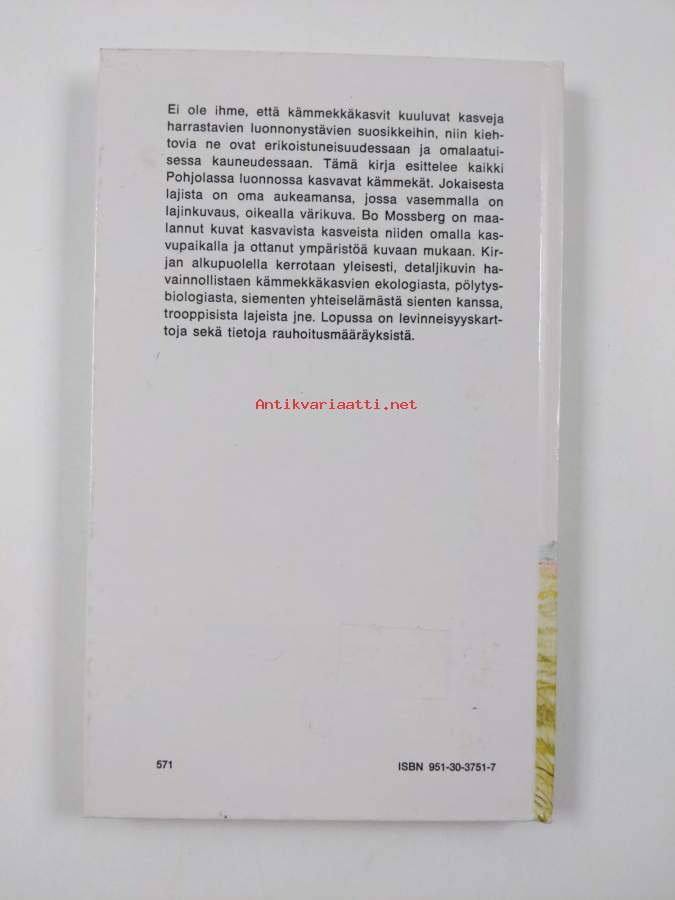 Ei ole ihme, että kämmekkäkasvit kuuluvat kasveja
harrastavien luonnonystävien suosikkeihin, niin kieh-
tovia ne ovat erikoistuneisuudessaan ja omalaatui-
sessa kauneudessaan. Tämä kirja esittelee kaikki
Pohjolassa luonnossa kasvavat kämmekät. Jokaisesta
lajista on oma aukeamansa, jossa vasemmalla on
lajinkuvaus, oikealla värikuva. Bo Mossberg on maa-
lannut kuvat kasvavista kasveista niiden omalla kas-
vupaikalla ja ottanut ympäristöä kuvaan mukaan. Kir-
jan alkupuolella kerrotaan yleisesti, detaljikuvin ha-
vainnollistaen kämmekkäkasvien ekologiasta, pölytys-
biologiasta, siementen yhteiselämästä sienten kanssa,
trooppisista lajeista jne. Lopussa on levinneisyyskart-
toja sekä tietoja rauhoitusmääräyksistä.
Antikvariaatti.net
571
ISBN 951-30-3751-7